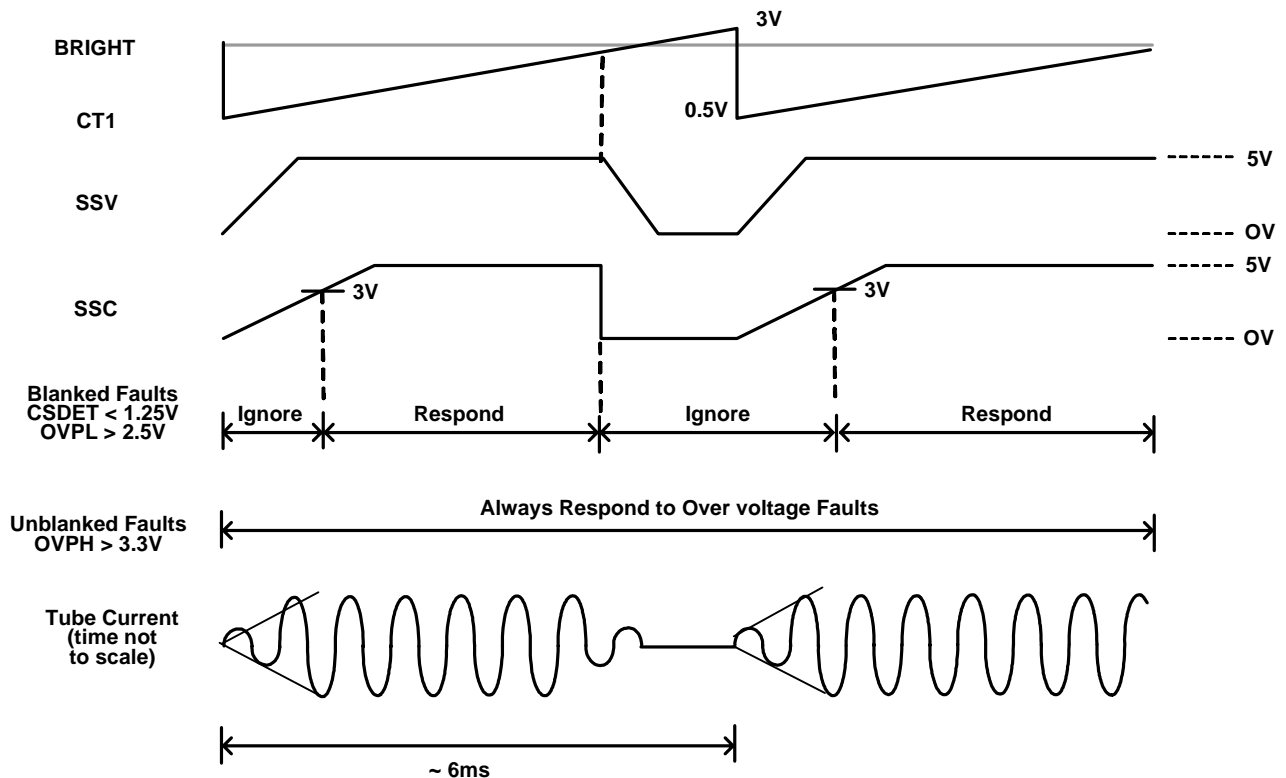 3V
BRIGHT
CT1
0.5V
SSV
5V
OV
SSC
3V
3V
5V
OV
Blanked Faults
CSDET < 1.25V
OVPL > 2.5V
Ignore
Respond
Ignore
Respond
Unblanked Faults
OVPH > 3.3V
Always Respond to Over voltage Faults
Tube Current
(time not
to scale)
~ 6ms